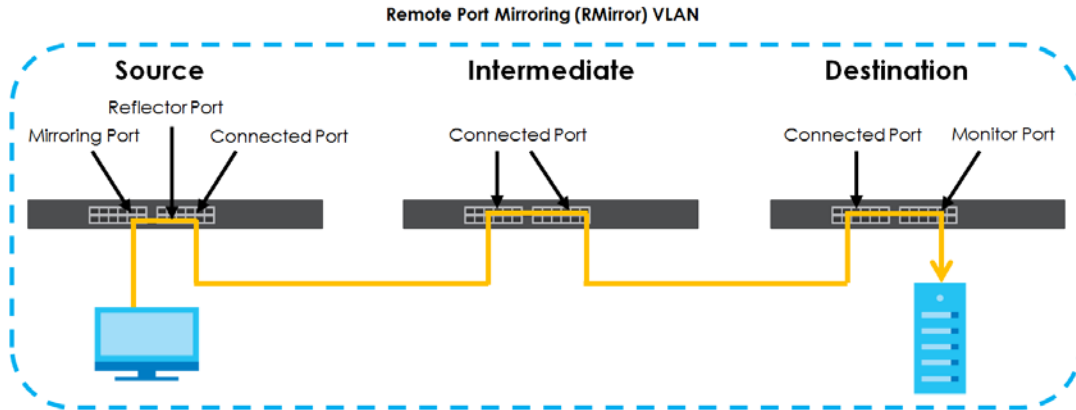 Remote Port Mirroring (RMirror) VLAN
Source
Intermediate
Destination
Reflector Port
Mirroring Port
Connected Port
Connected Port
Connected Port
Monitor Port